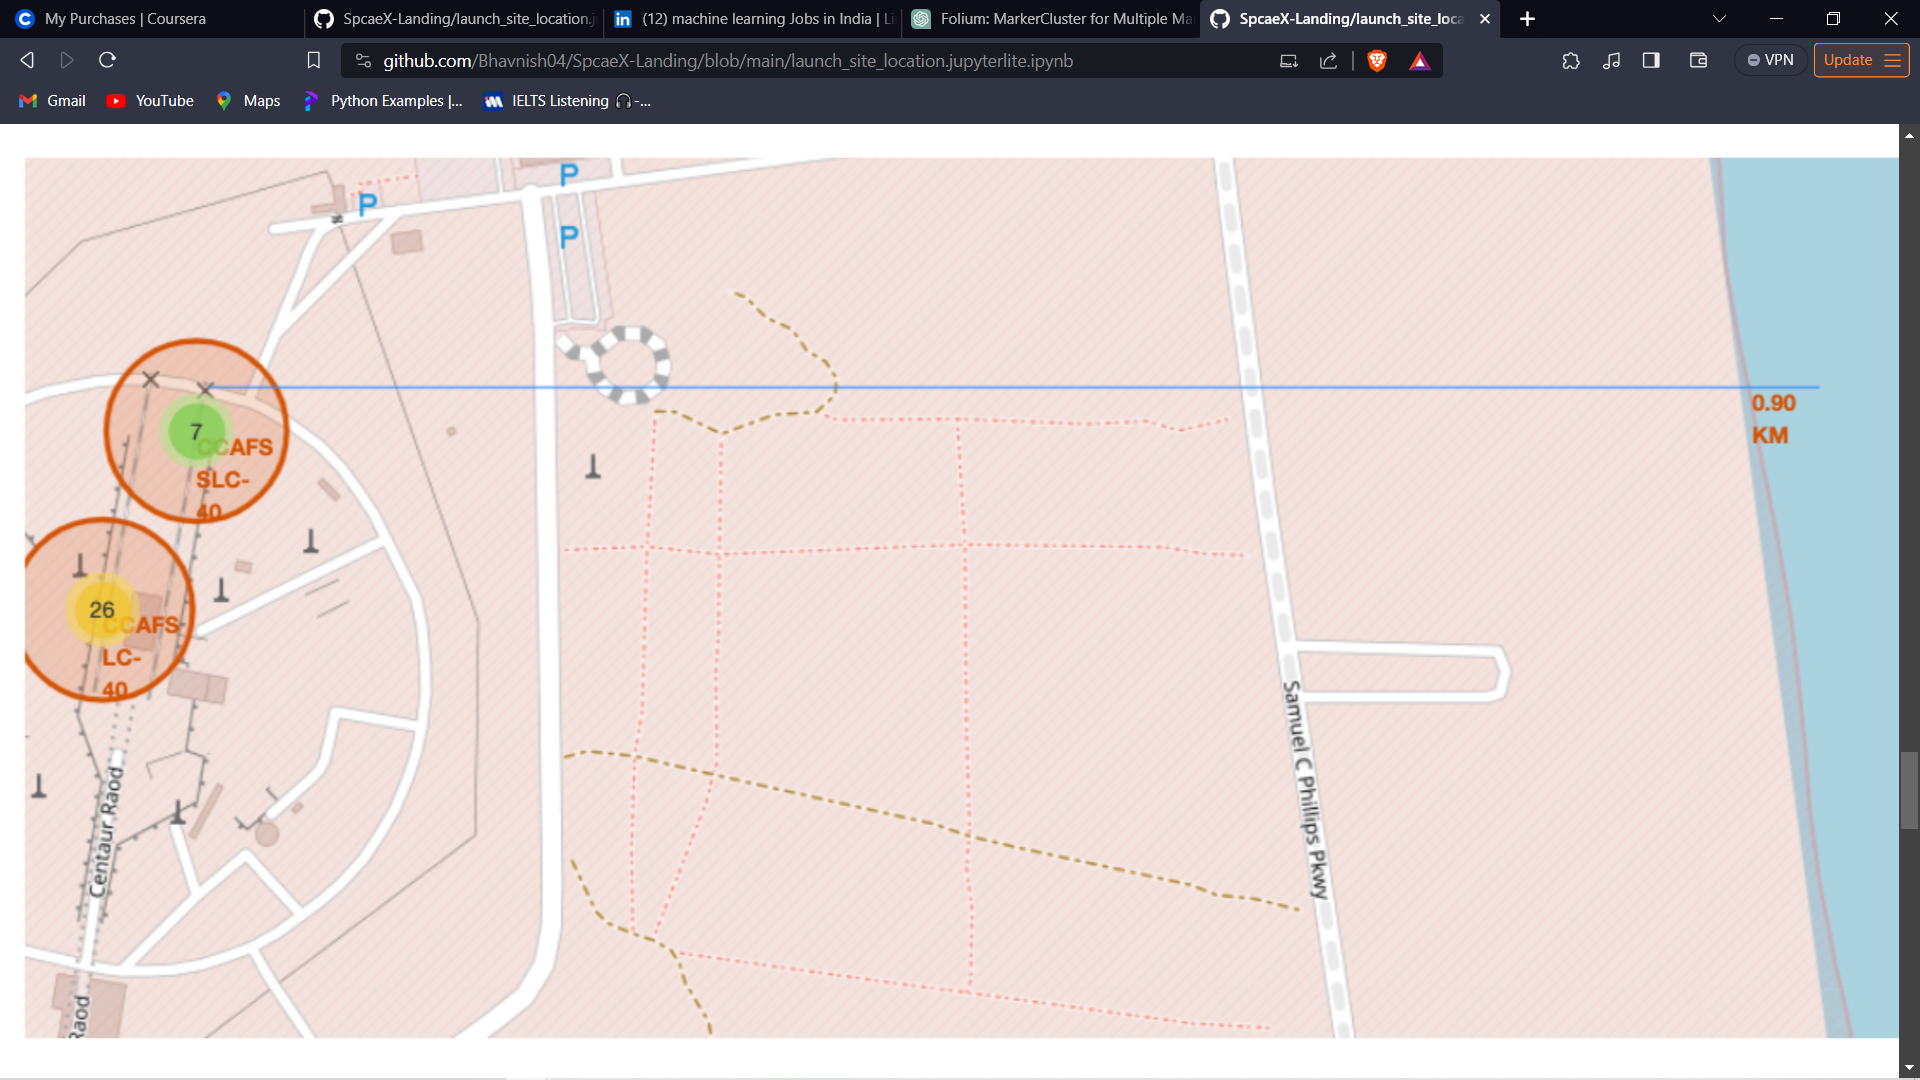 My Purchases | Coursera
SpcaeX-Landing/launch_site_location.j
(12) machine learning Jobs in India | Li
Folium: MarkerCluster for Multiple Ma
SpcaeX-Landing/launch_site_loca
github.com/Bhavnish04/SpcaeX-Landing/blob/main/launch_site_location.jupyterlite.ipynb
VPN
Update
Gmail
YouTube
Maps
Python Examples |...
IELTS Listening 🎧-...
P
P
P
0.90
KM
7
CCAFS
SLC-
40
26
CCAFS
LC-
40
Samuel C Phillips Pkwy
Centaur Raod
Raod